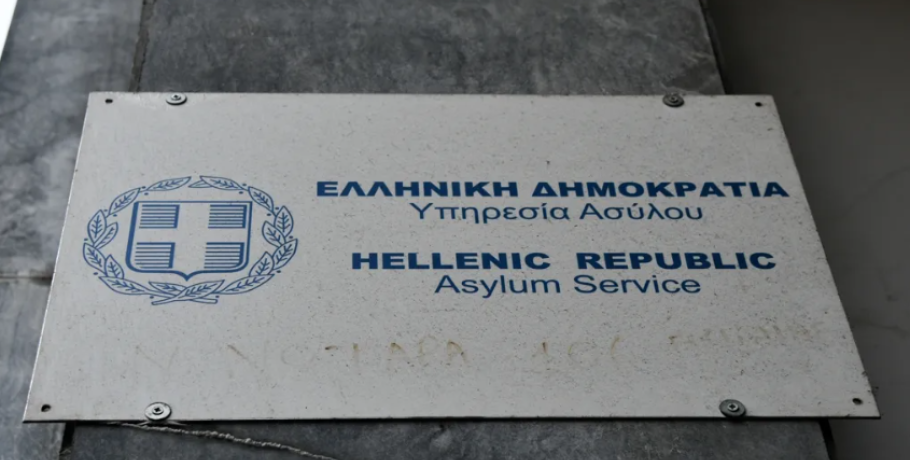 ΕΛΛΗΝΙΚΗ ΔΗΜΟΚΡΑΤΙΑ
Υπηρεσία Ασύλου
HELLENIC REPUBLIC
Asylum Service